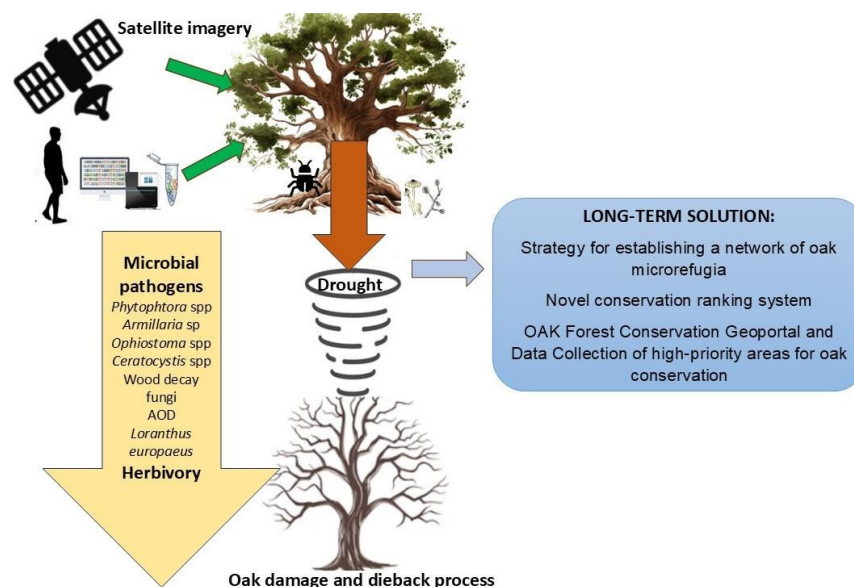 Satellite imagery
Microbial
pathogens
Phytophtora spp
Armillaria sp
Ophiostoma spp
Ceratocystis spp
Wood decay
fungi
AOD
Loranthus
europaeus
Herbivory
Drought
Oak damage and dieback process
LONG-TERM SOLUTION:
Strategy for establishing a network of oak
microrefugia
Novel conservation ranking system
OAK Forest Conservation Geoportal and
Data Collection of high-priority areas for oak
conservation